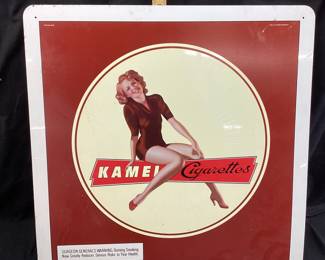 KAMEL Cigarettes
SURGEON GENERAL'S WARNING: Quitting Smoking
Now Greatly Reduces Serious Risks to Your Health.